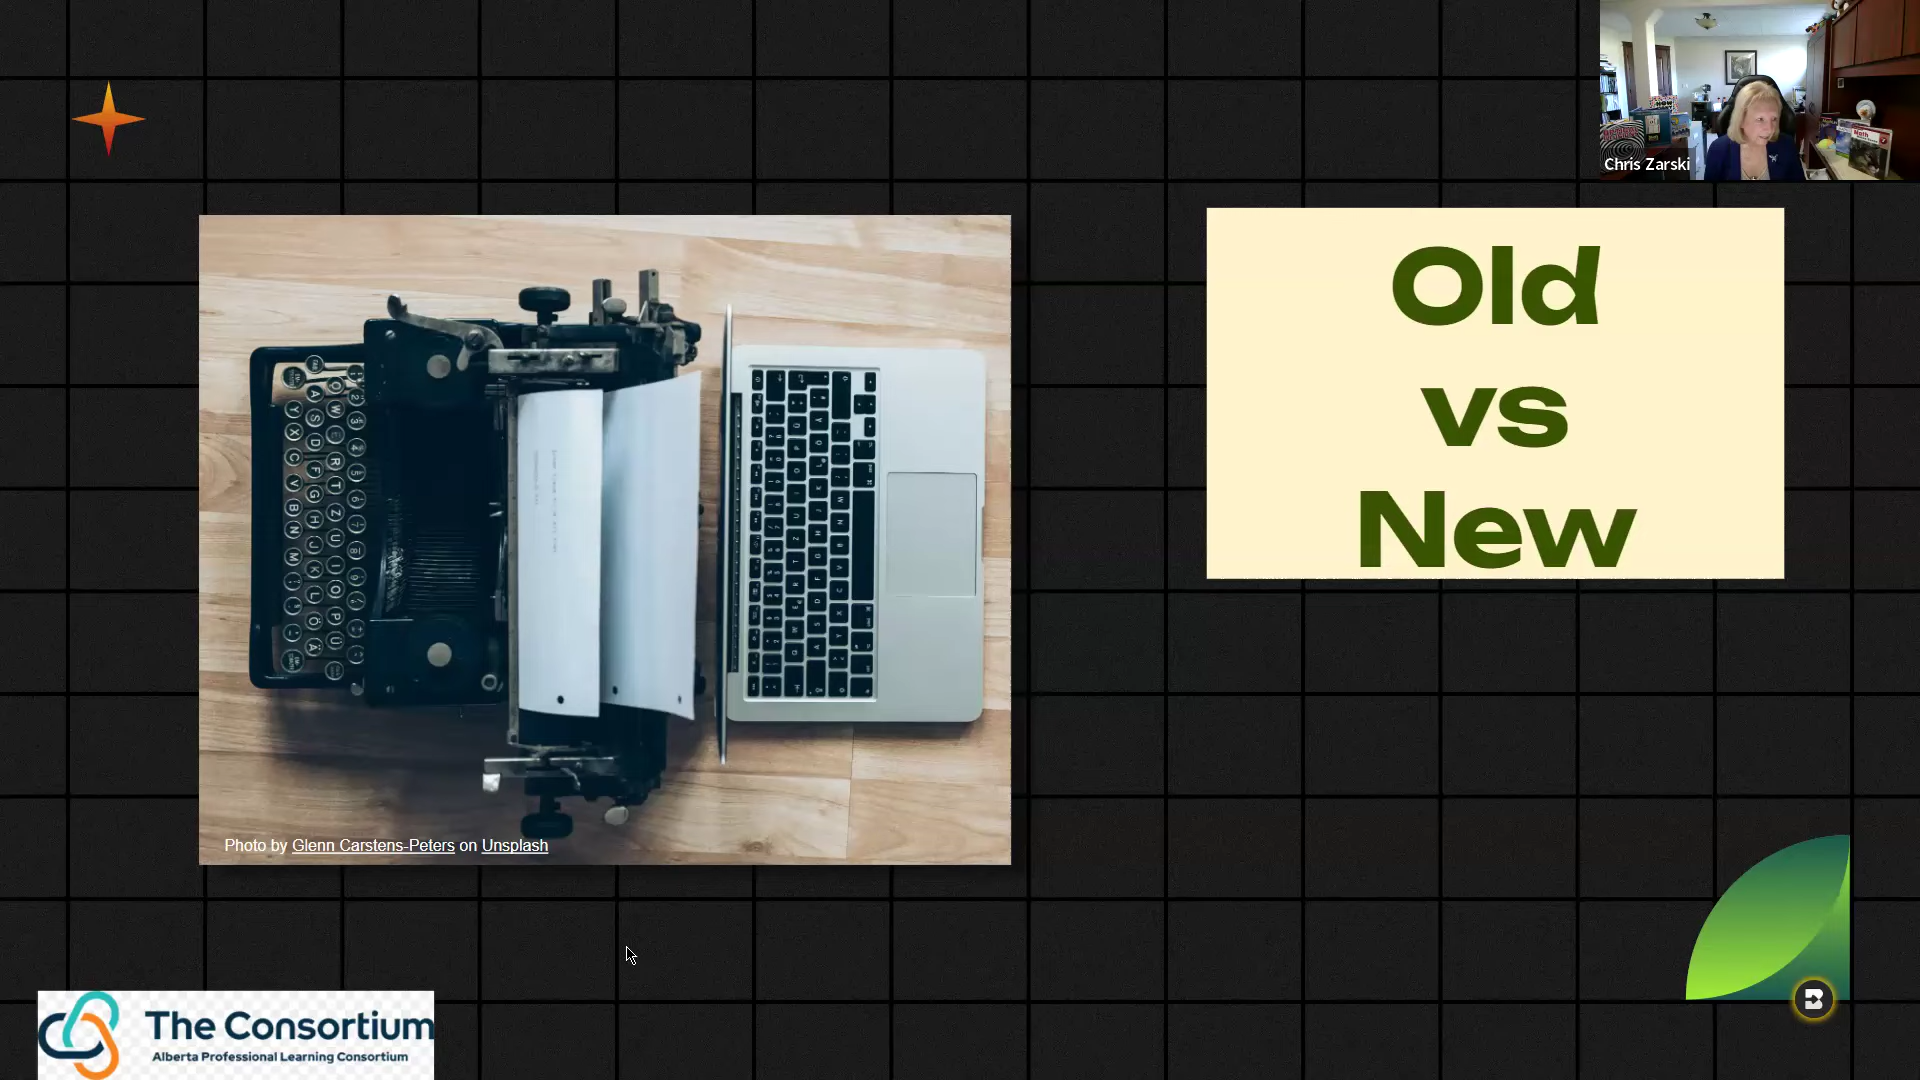 Chris Zarski
Old
vs
New
Photo by Glenn Carstens-Peters on Unsplash
The Consortium
Alberta Professional Learning Consortium